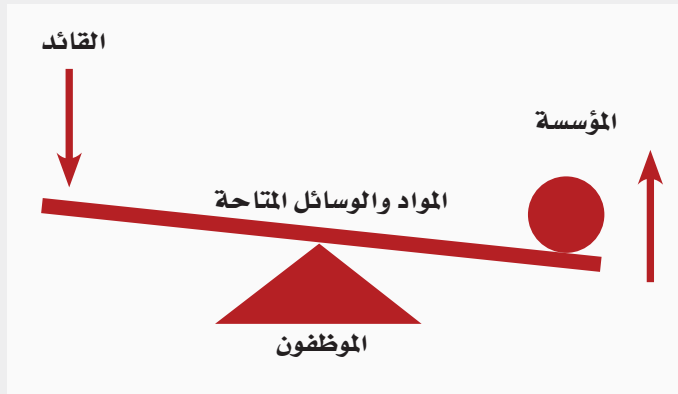 القائد
المؤسسة
المواد والوسائل المتاحة
الموظفون